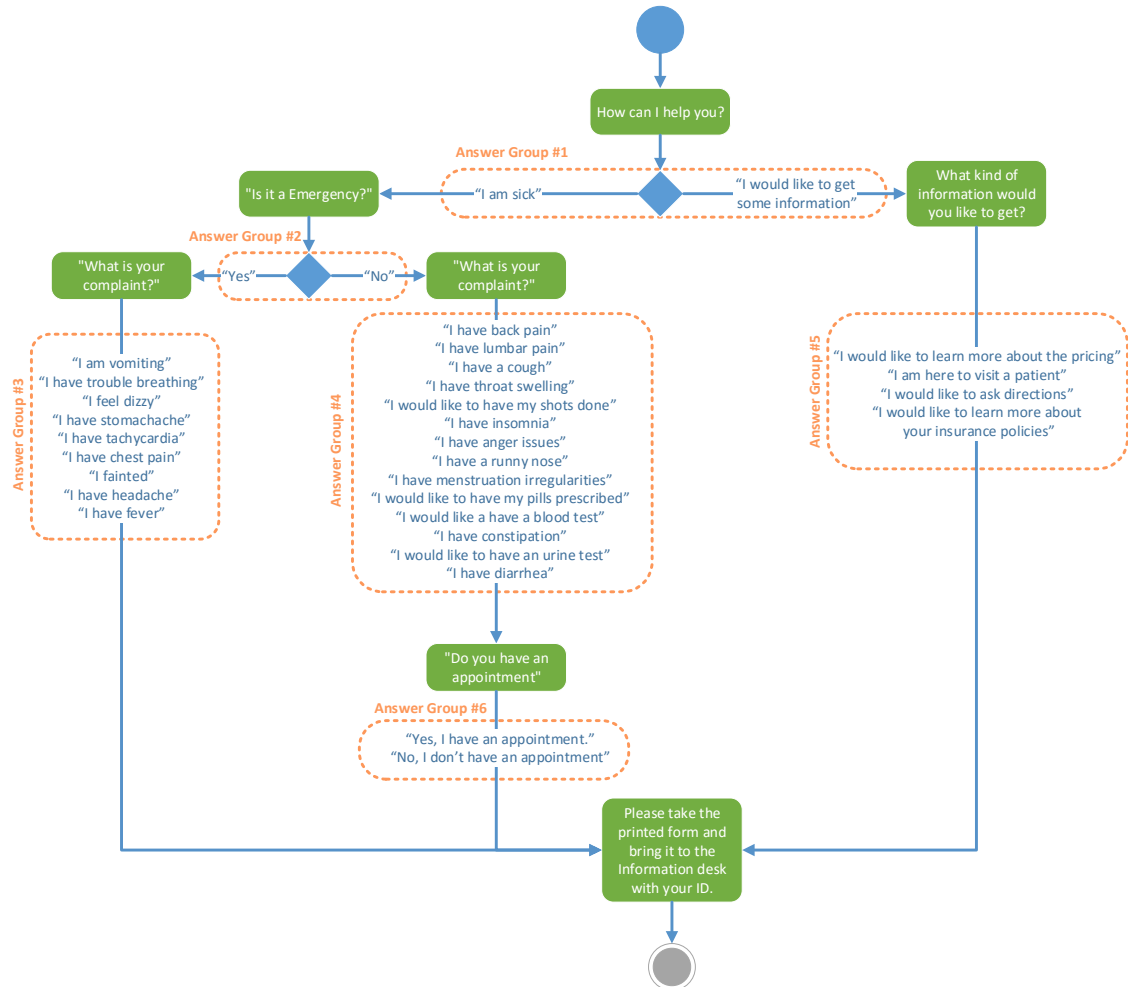 How can I help you?
Answer Group #1
"Is it a Emergency?"
“I am sick”
“I would like to get
some information”
What kind of
information would
you like to get?
Answer Group #2
"What is your
complaint?"
“Yes”
“No”
"What is your
complaint?"
Answer Group #3
“I am vomiting”
“I have trouble breathing”
“I feel dizzy”
“I have stomachache”
“I have tachycardia”
“I have chest pain”
“I fainted”
“I have headache”
“I have fever”
Answer Group #4
“I have back pain”
“I have lumbar pain”
“I have a cough”
“I have throat swelling”
“I would like to have my shots done”
“I have insomnia”
“I have anger issues”
“I have a runny nose”
“I have menstruation irregularities”
“I would like to have my pills prescribed”
“I would like a have a blood test”
“I have constipation”
“I would like to have an urine test”
“I have diarrhea”
Answer Group #5
“I would like to learn more about the pricing”
“I am here to visit a patient”
“I would like to ask directions”
“I would like to learn more about
your insurance policies”
"Do you have an
appointment"
Answer Group #6
“Yes, I have an appointment.”
“No, I don’t have an appointment”
Please take the
printed form and
bring it to the
Information desk
with your ID.